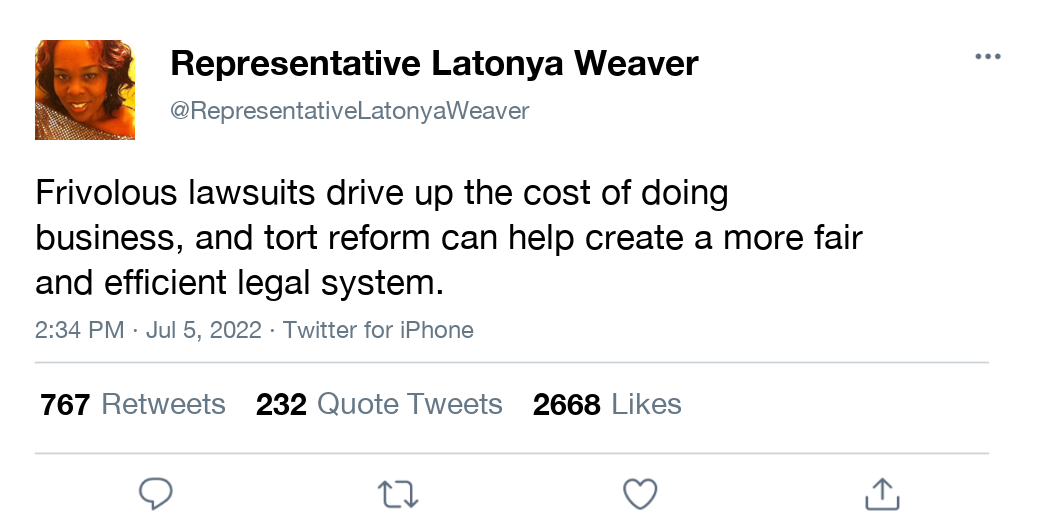 Representative Latonya Weaver
@RepresentativeLatonyaWeaver
Frivolous lawsuits drive up the cost of doing
business, and tort reform can help create a more fair
and efficient legal system.
2:34 PM · Jul 5, 2022 · Twitter for iPhone
767 Retweets 232 Quote Tweets 2668 Likes